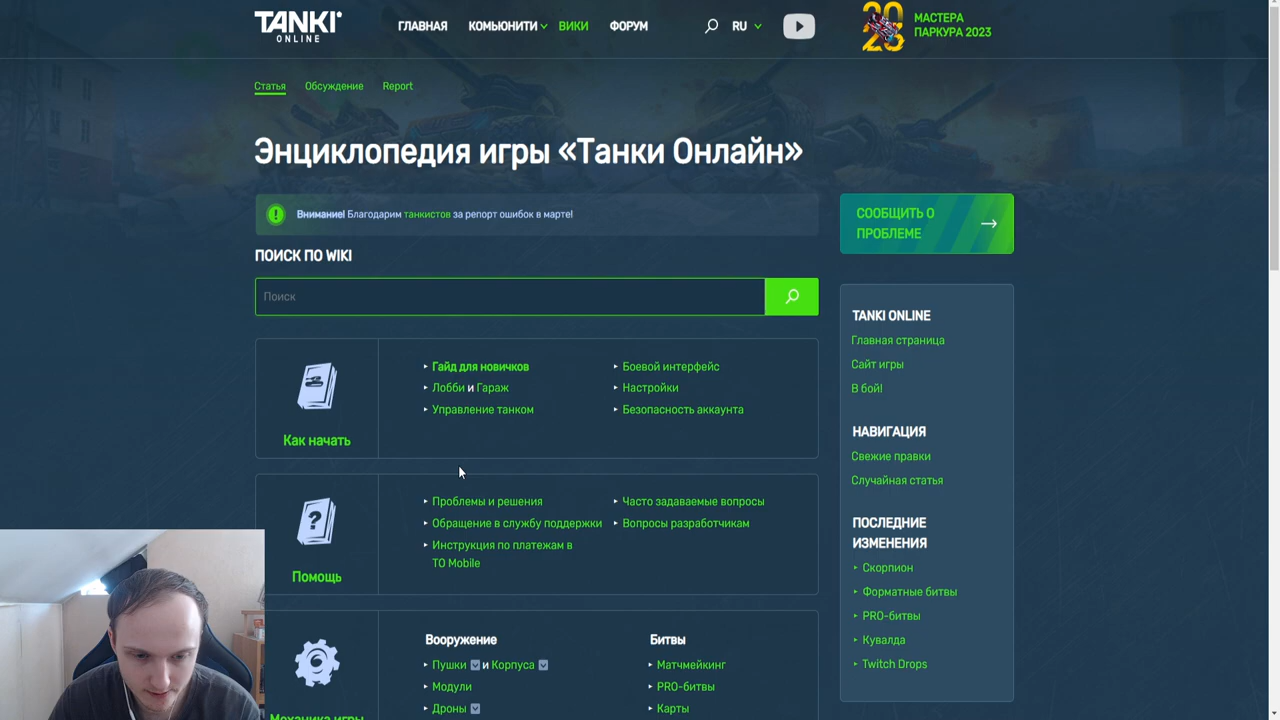 TANKI
ONLINE
ГЛАВНАЯ
КОМЬЮНИТИ
ВИКИ
ФОРУМ
RU
2023
МАСТЕРА
ПАРКУРА 2023
Статья
Обсуждение
Report
Энциклопедия игры «Танки Онлайн»
! Внимание! Благодарим танкистов за репорт ошибок в марте!
СООБЩИТЬ О
ПРОБЛЕМЕ
ПОИСК ПО WIKI
Поиск
Как начать
Гайд для новичков
Лобби и Гараж
Управление танком
Боевой интерфейс
Настройки
Безопасность аккаунта
?
Помощь
Проблемы и решения
Обращение в службу поддержки
Инструкция по платежам в
ТО Mobile
Часто задаваемые вопросы
Вопросы разработчикам
Механика игры
Вооружение
Пушки и Корпуса
Модули
Дроны
Битвы
Матчмейкинг
PRO-битвы
Карты
TANKI ONLINE
Главная страница
Сайт игры
В бой!
НАВИГАЦИЯ
Свежие правки
Случайная статья
ПОСЛЕДНИЕ
ИЗМЕНЕНИЯ
Скорпион
Форматные битвы
PRO-битвы
Кувалда
Twitch Drops